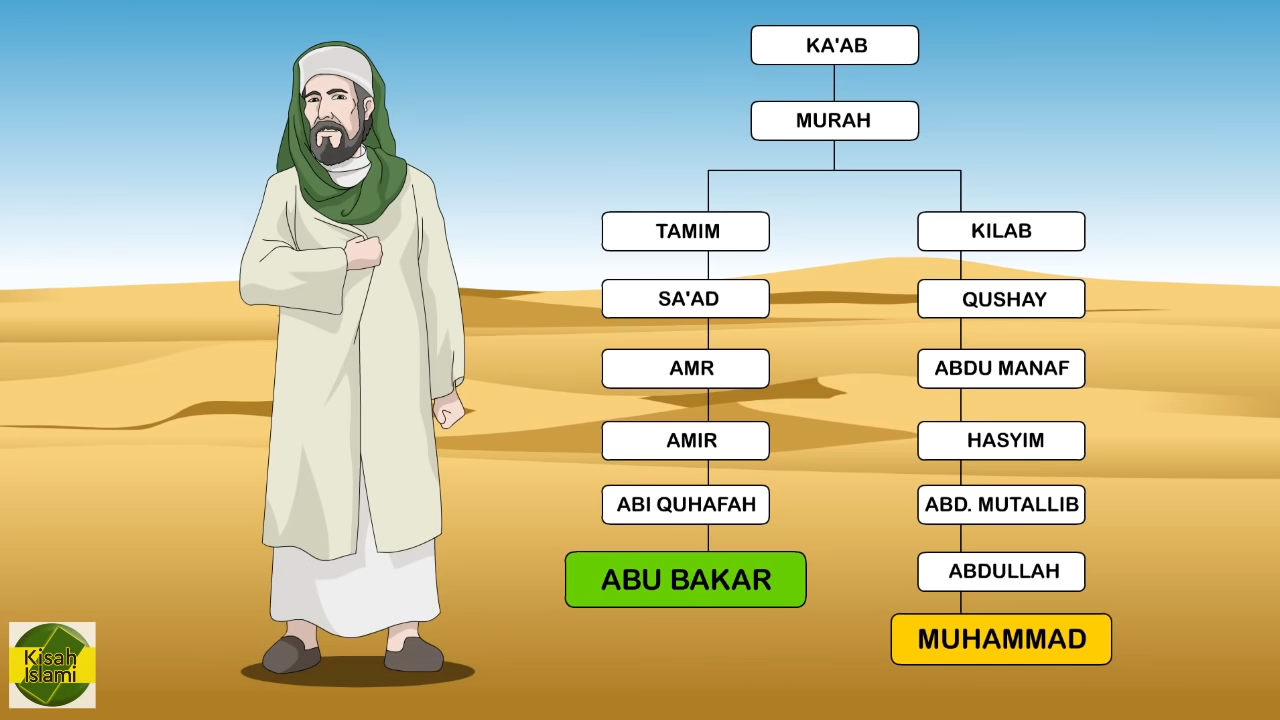 KA'AB
MURAH
TAMIM
KILAB
SA'AD
QUSHAY
AMR
ABDU MANAF
AMIR
HASYIM
ABI QUHAFAH
ABD. MUTALLIB
ABU BAKAR
ABDULLAH
MUHAMMAD
Kisah
Islami